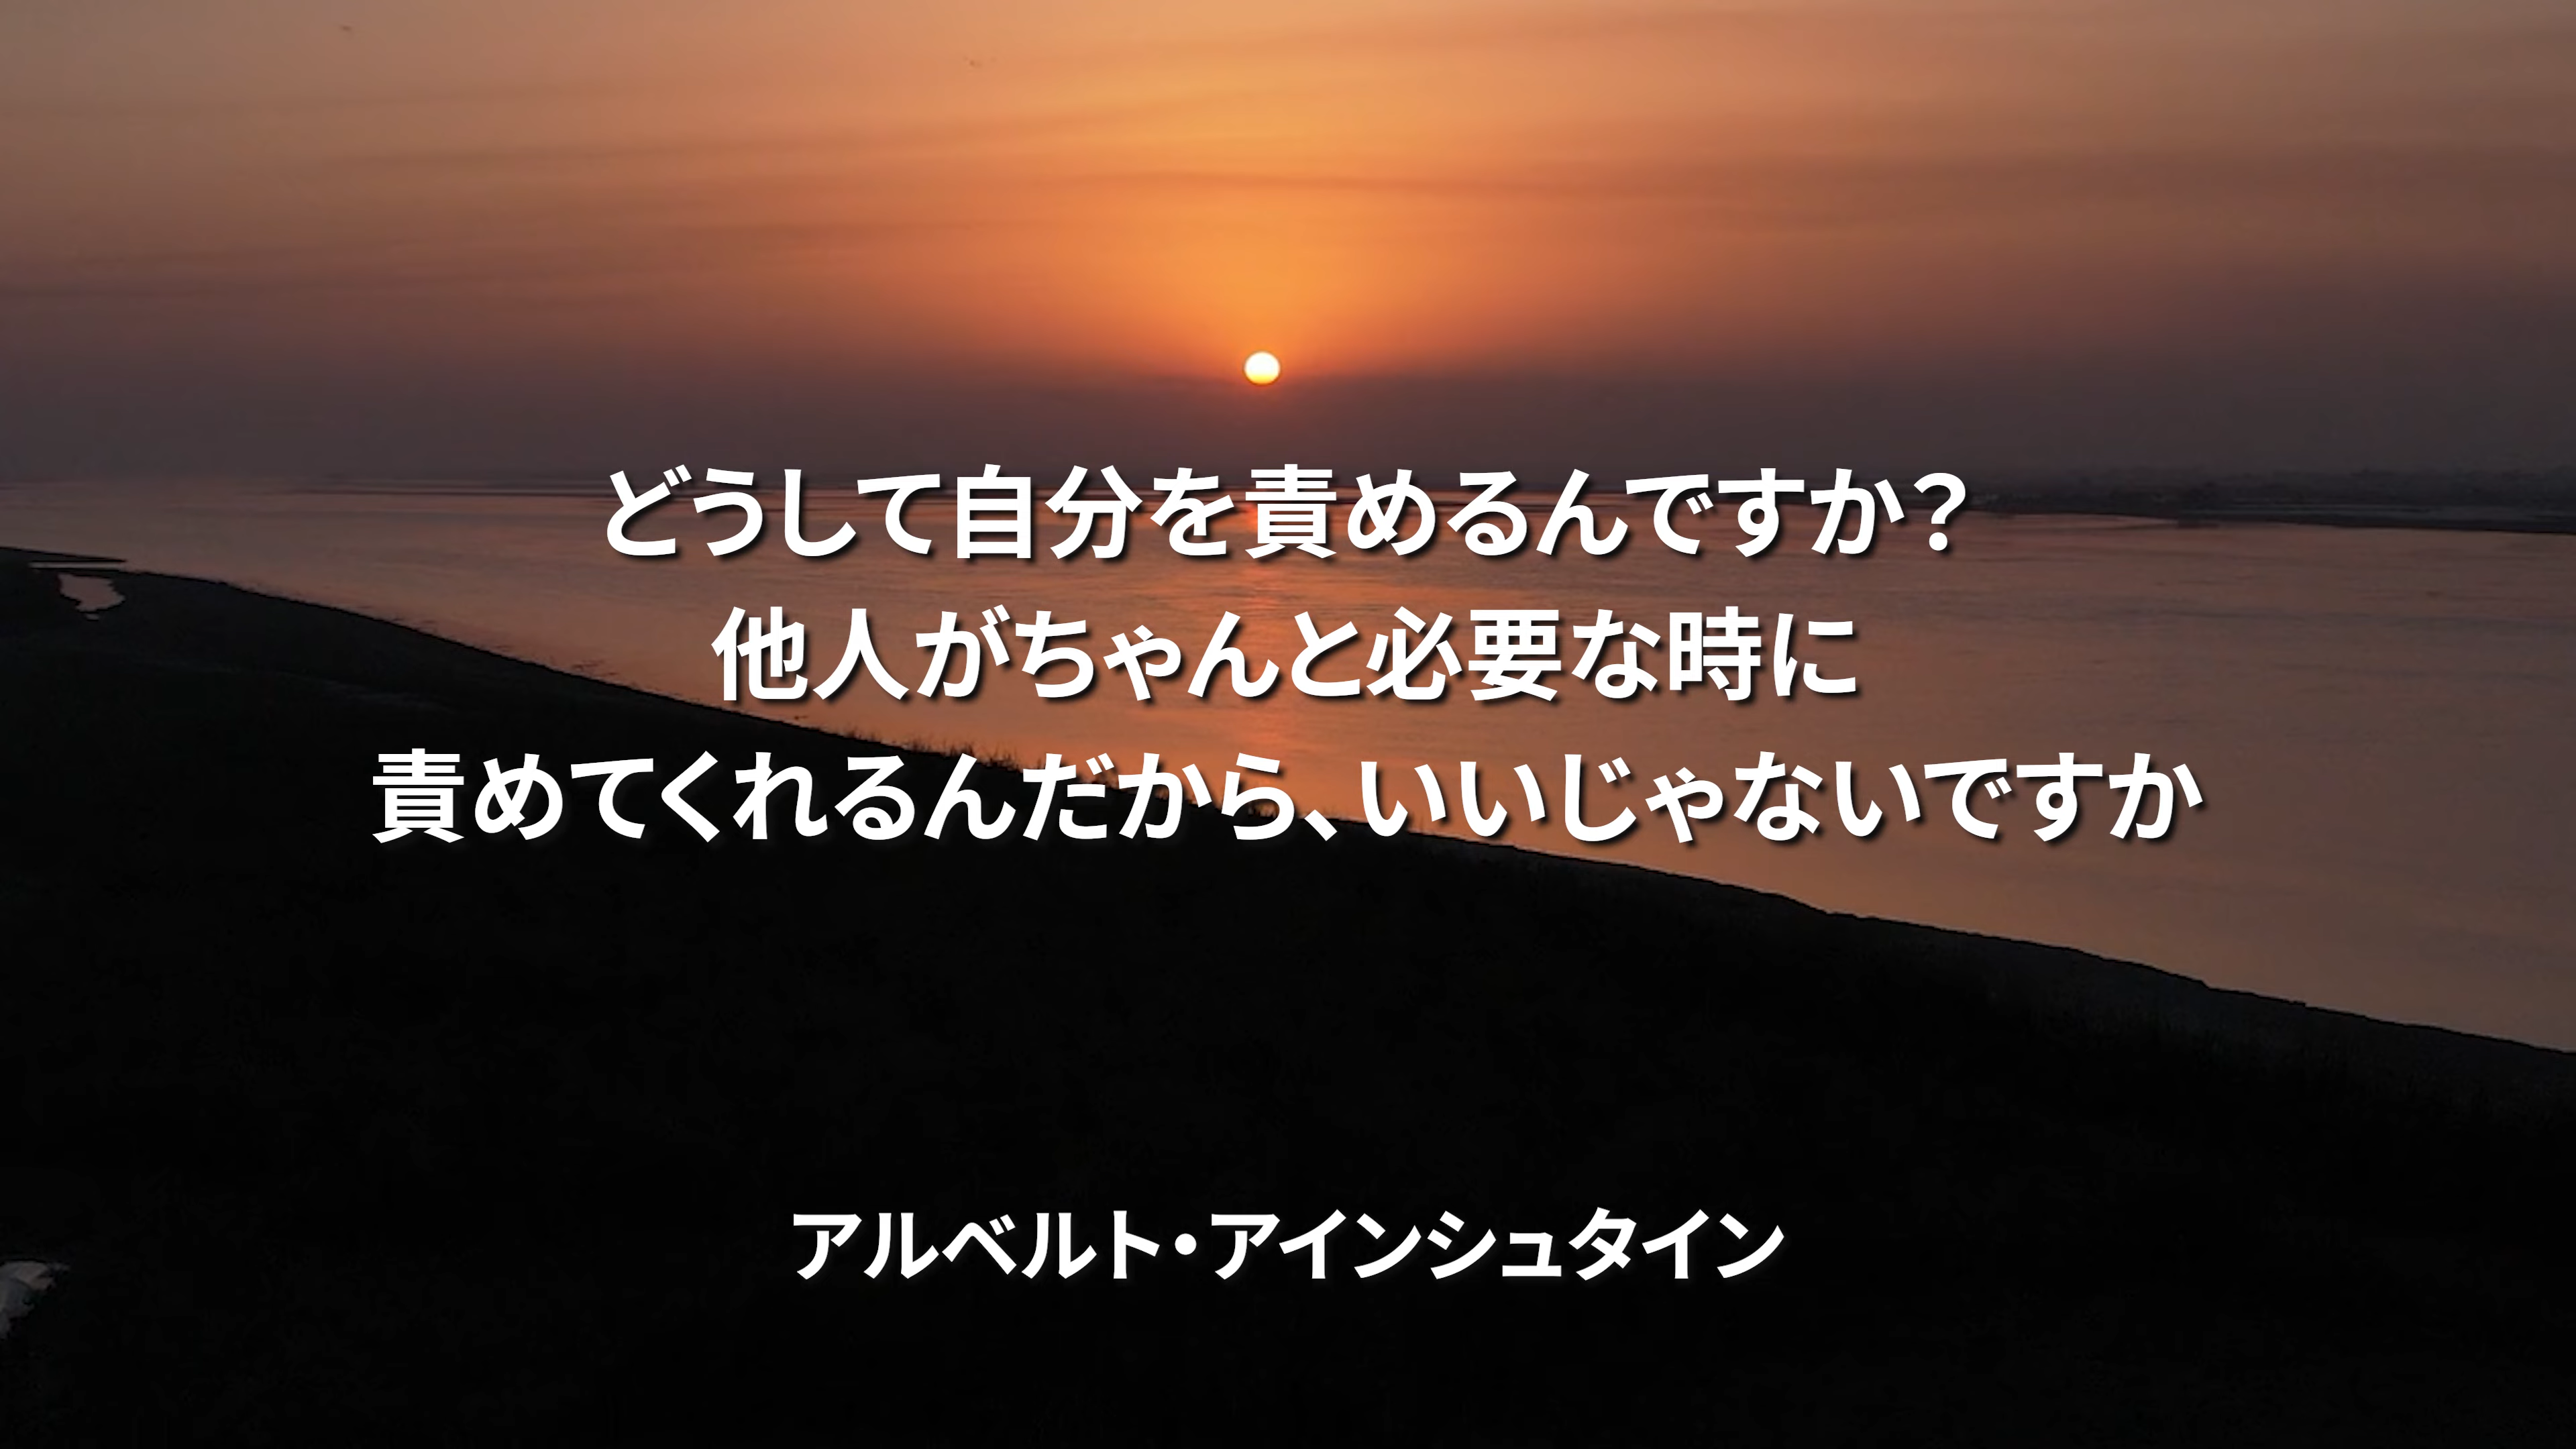 どうして自分を責めるんですか？
他人がちゃんと必要な時に
責めてくれるんだから、いいじゃないですか
アルベルト・アインシュタイン